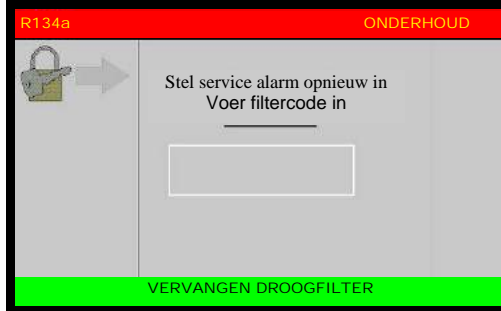 R134a ONDERHOUD
Stel service alarm opnieuw in
Voer filtercode in
VERVANGEN DROOGFILTER